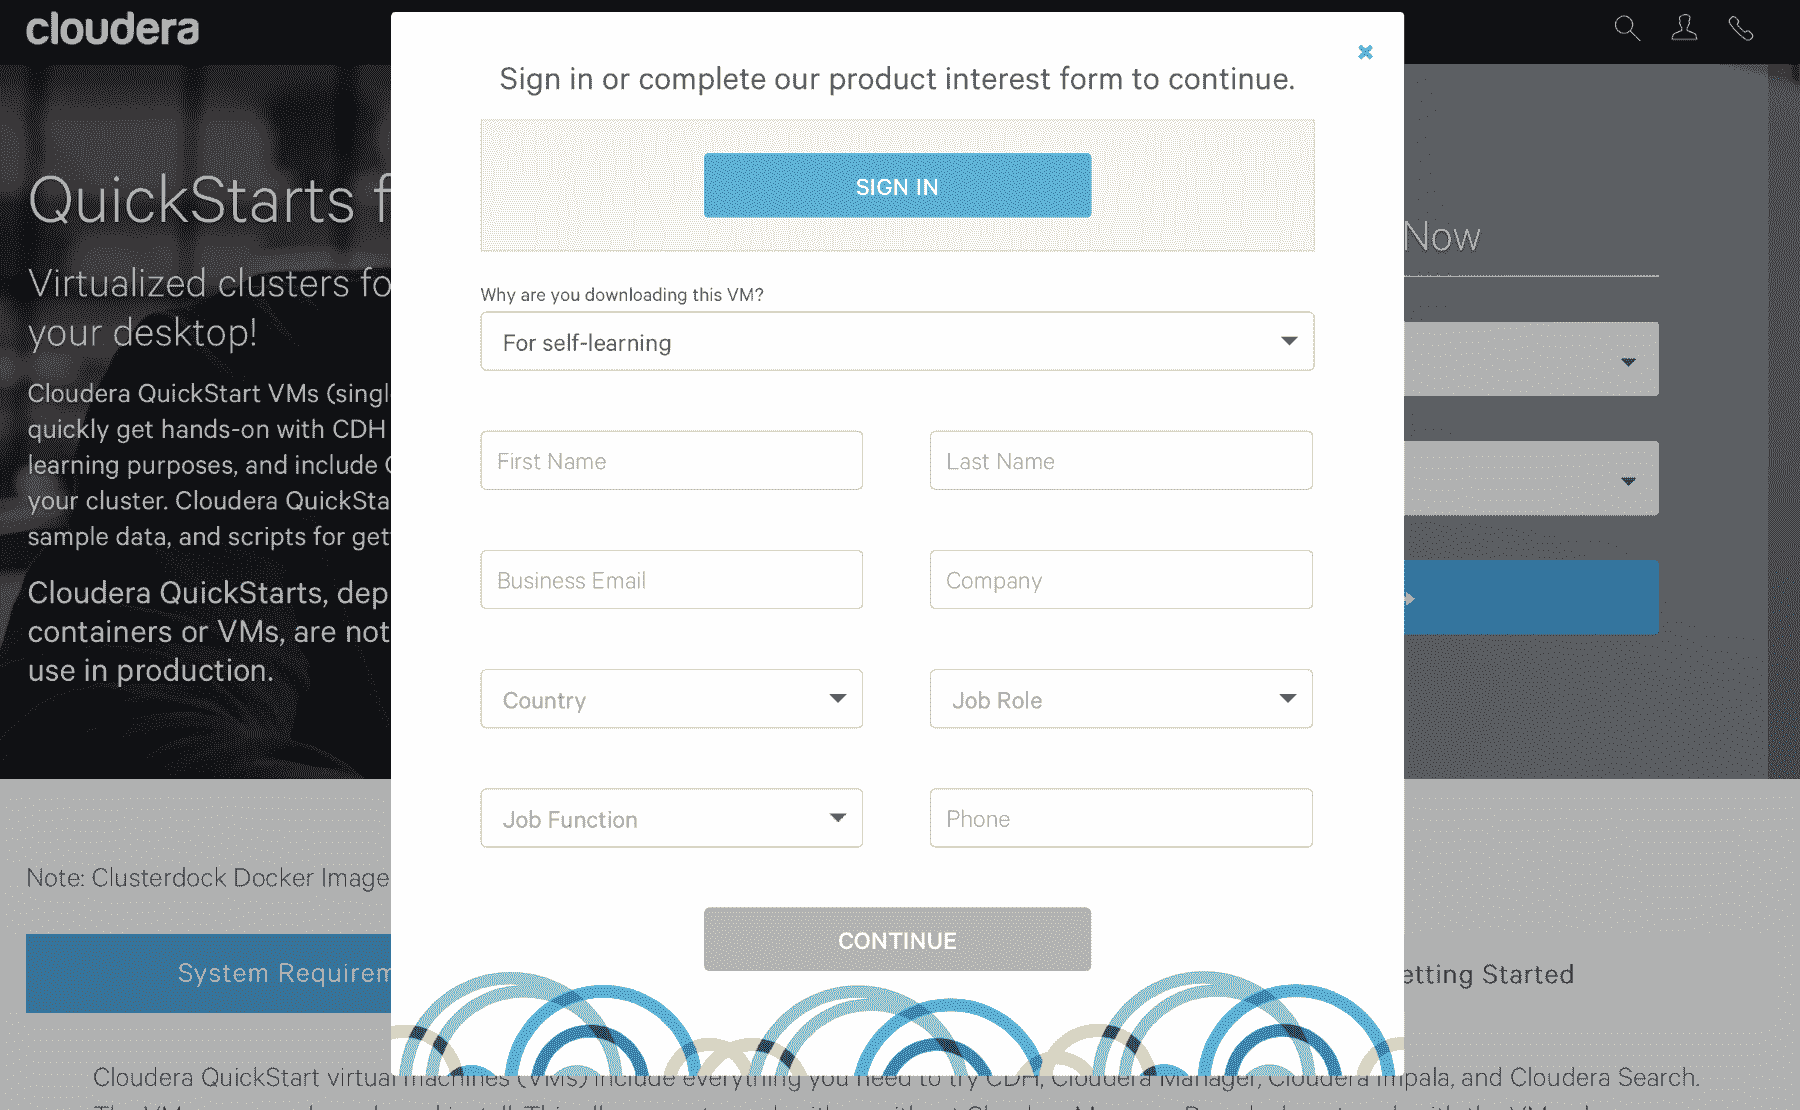 cloudera
Sign in or complete our product interest form to continue.
SIGN IN
QuickStarts f
Now
Virtualized clusters fo
your desktop!
Why are you downloading this VM?
For self-learning
Cloudera QuickStart VMs (singl
quickly get hands-on with CDH
learning purposes, and include
your cluster. Cloudera QuickSta
sample data, and scripts for get
First Name
Last Name
Business Email
Company
Cloudera QuickStarts, dep
containers or VMs, are not
use in production.
Country
Job Role
Job Function
Phone
Note: Clusterdock Docker Image
CONTINUE
System Requirem
etting Started
Cloudera QuickStart virtual machines (VMs) include everything you need to try CDH, Cloudera Manager, Cloudera Impala, and Cloudera Search.